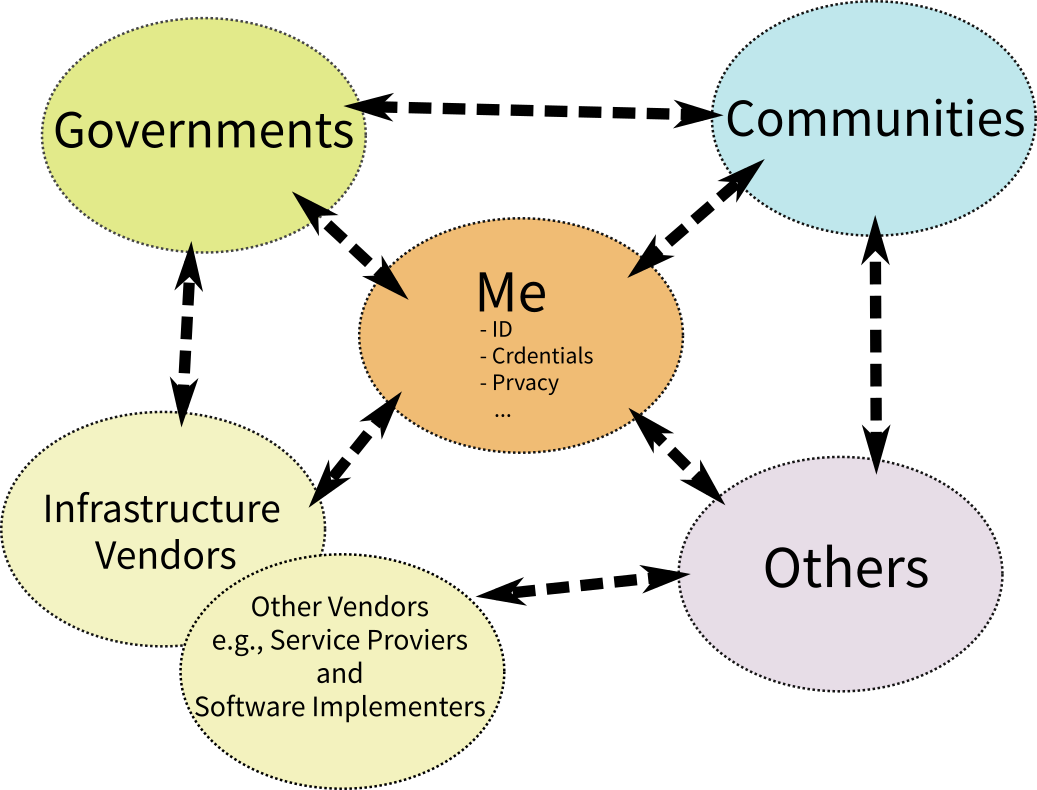 Governments
Communities
Me
- ID
- Crdentials
- Prvacy
...
Infrastructure
Vendors
Other Vendors
e.g., Service Proviers
and
Software Implementers
Others